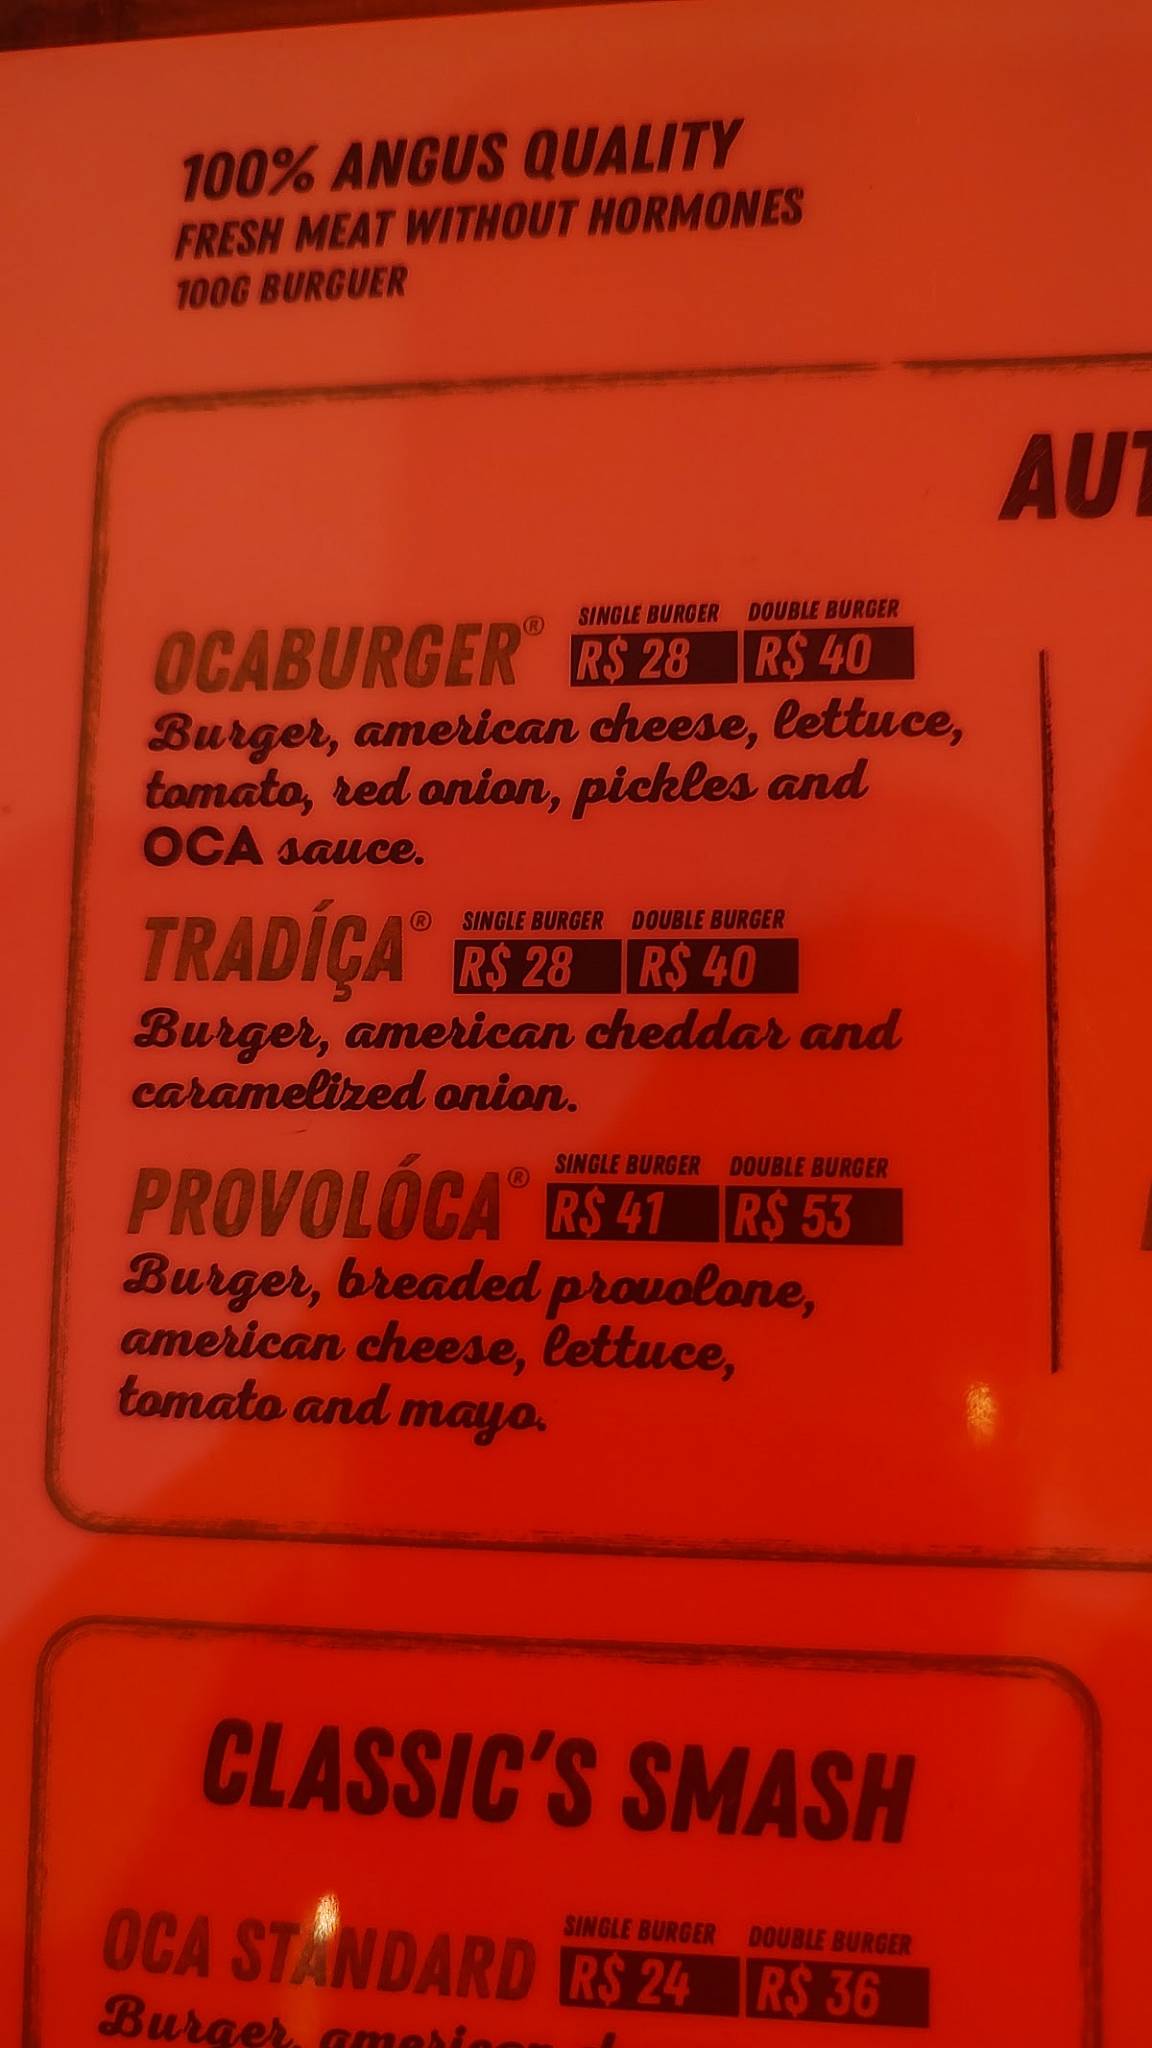 100% ANGUS QUALITY
FRESH MEAT WITHOUT HORMONES
100G BURGUER
OCABURGER® SINGLE BURGER R$ 28 DOUBLE BURGER R$ 40
Burger, american cheese, lettuce,
tomato, red onion, pickles and
OCA sauce.
TRADÍÇA® SINGLE BURGER R$ 28 DOUBLE BURGER R$ 40
Burger, american cheddar and
caramelized onion.
PROVOLÓCA® SINGLE BURGER R$ 41 DOUBLE BURGER R$ 53
Burger, breaded provolone,
american cheese, lettuce,
tomato and mayo.
CLASSIC'S SMASH
OCA STANDARD SINGLE BURGER R$ 24 DOUBLE BURGER R$ 36
Burger, american